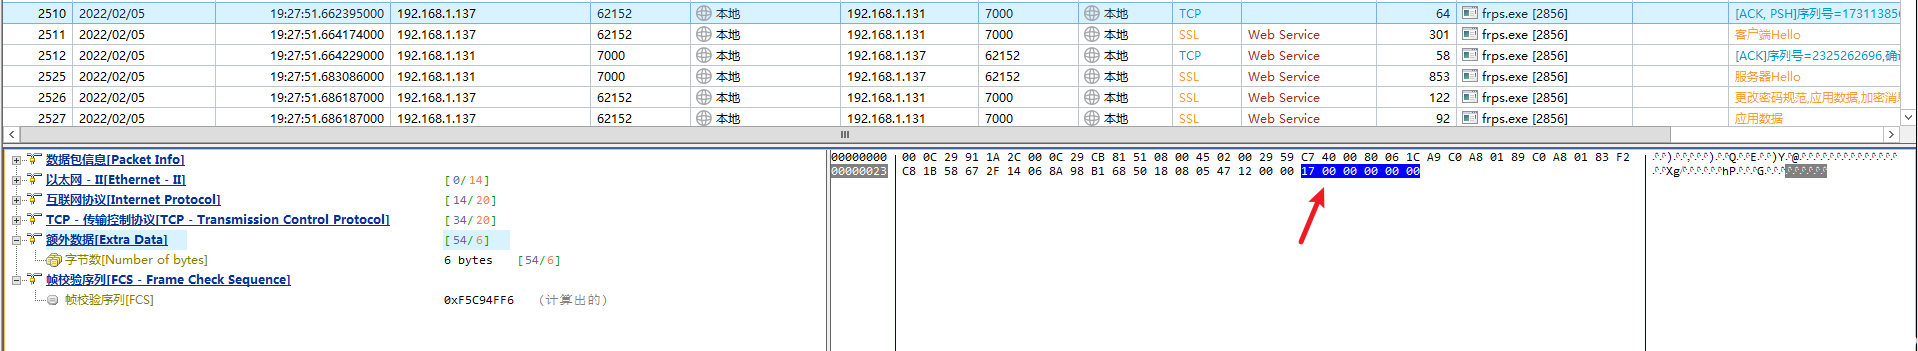 2510 2022/02/05 19:27:51.662395000 192.168.1.137 62152 本地 192.168.1.131 7000 本地 TCP 64 frps.exe [2856] [ACK, PSH]序列号=173113856
2511 2022/02/05 19:27:51.664174000 192.168.1.137 62152 本地 192.168.1.131 7000 本地 SSL Web Service 301 frps.exe [2856] 客户端Hello
2512 2022/02/05 19:27:51.664229000 192.168.1.131 7000 本地 192.168.1.137 62152 本地 TCP 58 frps.exe [2856] [ACK]序列号=2325262696,确认
2525 2022/02/05 19:27:51.683086000 192.168.1.131 7000 本地 192.168.1.137 62152 本地 SSL Web Service 853 frps.exe [2856] 服务器Hello
2526 2022/02/05 19:27:51.686187000 192.168.1.137 62152 本地 192.168.1.131 7000 本地 SSL Web Service 122 frps.exe [2856] 更改密码规范,应用数据,加密消息
2527 2022/02/05 19:27:51.686187000 192.168.1.137 62152 本地 192.168.1.131 7000 本地 SSL Web Service 92 frps.exe [2856] 应用数据
数据包信息[Packet Info]
以太网 - II[Ethernet - II] [0/14]
互联网协议[Internet Protocol] [14/20]
TCP - 传输控制协议[TCP - Transmission Control Protocol] [34/20]
额外数据[Extra Data] [54/6]
字节数[Number of bytes] 6 bytes [54/6]
帧校验序列[FCS - Frame Check Sequence]
帧校验序列[FCS] 0xF5C94FF6 (计算出的)
00000000 00 0C 29 91 1A 2C 00 0C 29 CB 81 51 08 00 45 02 00 29 59 C7 40 00 80 06 1C A9 C0 A8 01 89 C0 A8 01 83 F2
00000023 C8 1B 58 67 2F 14 06 8A 98 B1 68 50 18 08 05 47 12 00 00 17 00 00 00 00 00